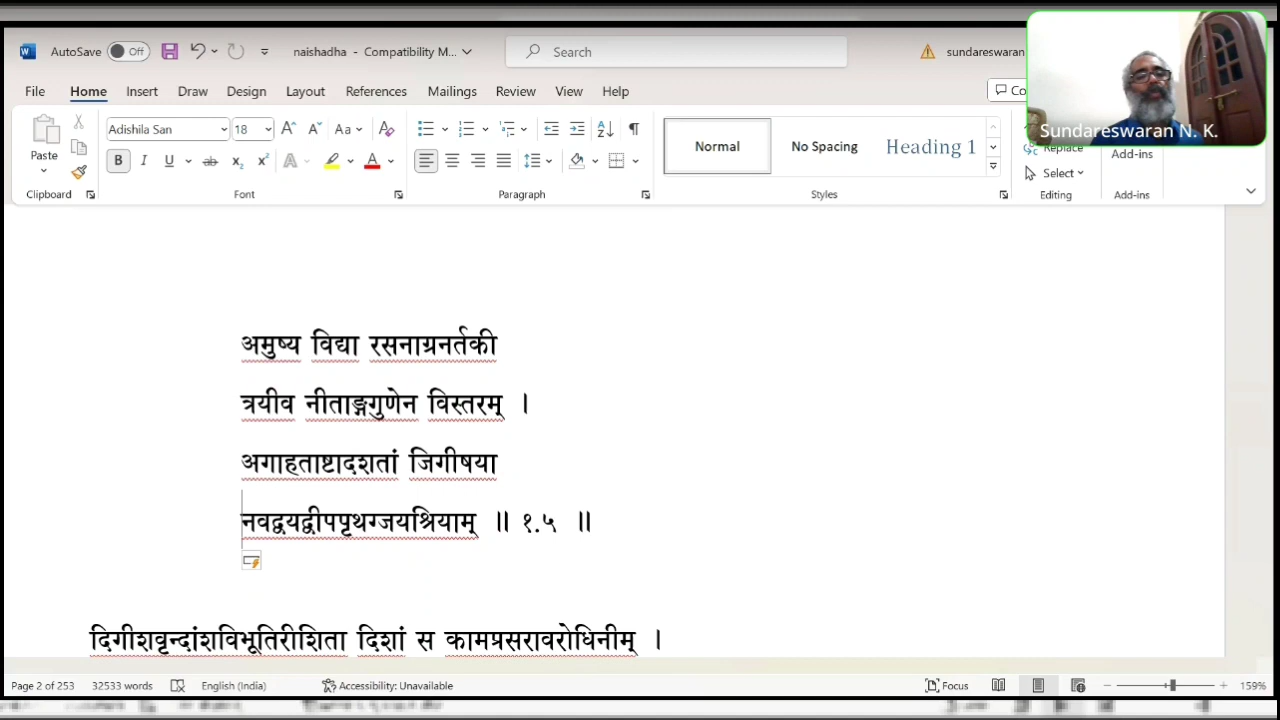 AutoSave Off naishadha - Compatibility M... Search sundareswaran
File Home Insert Draw Design Layout References Mailings Review View Help Co
Sundareswaran N. K.
Paste Adishila San 18 Normal No Spacing Heading 1 Replace Select Add-ins
Clipboard Font Paragraph Styles Editing Add-ins
अमुष्य विद्या रसनाग्रनर्तकी
त्रयीव नीताङ्गगुणेन विस्तरम् ।
अगाहताष्टादशतां जिगीषया
नवद्वयद्वीपपृथग्जयश्रियाम् ॥ १.५ ॥
दिगीशवृन्दांशविभूतिरीशिता दिशां स कामप्रसरावरोधिनीम् ।
Page 2 of 253 32533 words English (India) Accessibility: Unavailable Focus 159%